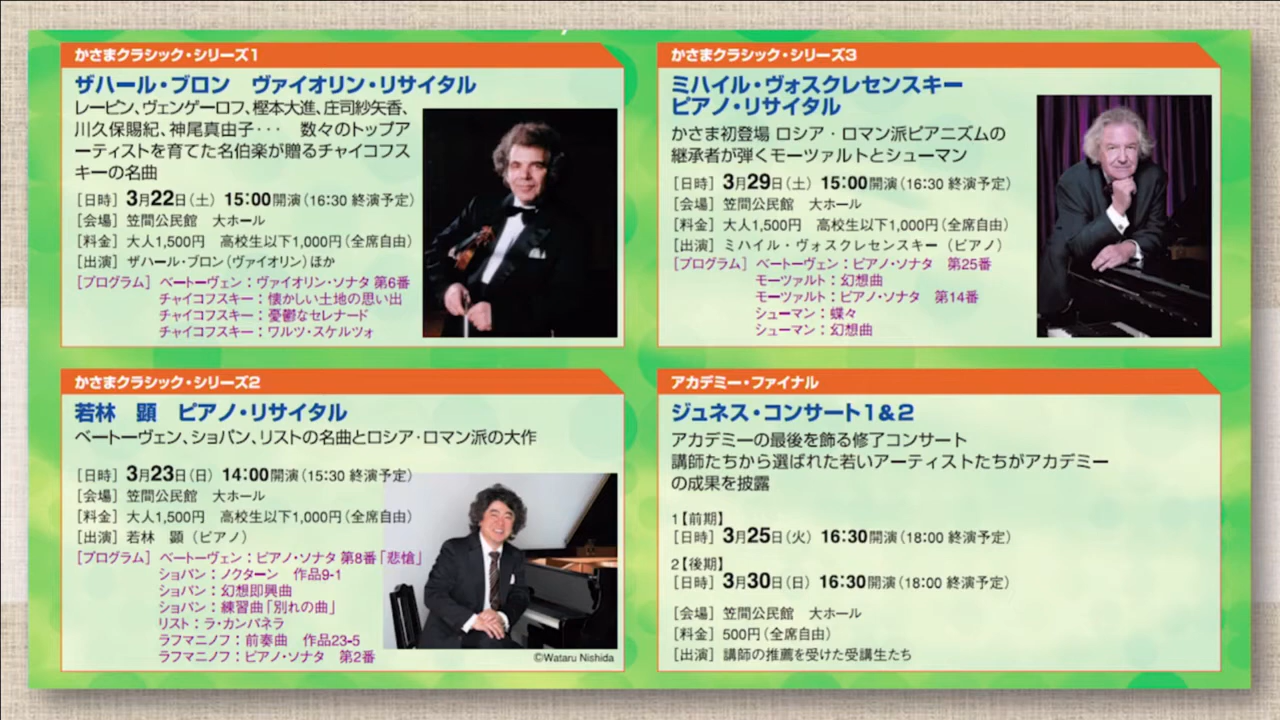 かさまクラシック・シリーズ1
ザハール・ブロン ヴァイオリン・リサイタル
レーピン、ヴェンゲーロフ、樫本大進、庄司紗矢香、
川久保賜紀、神尾真由子・・・ 数々のトップア
ーティストを育てた名伯楽が贈るチャイコフス
キーの名曲
[日時] 3月22日(土) 15:00開演(16:30 終演予定)
[会場] 笠間公民館 大ホール
[料金] 大人1,500円 高校生以下1,000円(全席自由)
[出演] ザハール・ブロン(ヴァイオリン)ほか
[プログラム] ベートーヴェン:ヴァイオリン・ソナタ 第6番
チャイコフスキー:懐かしい土地の思い出
チャイコフスキー:憂鬱なセレナード
チャイコフスキー:ワルツ・スケルツォ
かさまクラシック・シリーズ2
若林 顕 ピアノ・リサイタル
ベートーヴェン、ショパン、リストの名曲とロシア・ロマン派の大作
[日時] 3月23日(日) 14:00開演(15:30 終演予定)
[会場] 笠間公民館 大ホール
[料金] 大人1,500円 高校生以下1,000円(全席自由)
[出演] 若林 顕(ピアノ)
[プログラム] ベートーヴェン:ピアノ・ソナタ 第8番「悲愴」
ショパン:ノクターン 作品9-1
ショパン:幻想即興曲
ショパン:練習曲「別れの曲」
リスト:ラ・カンパネラ
ラフマニノフ:前奏曲 作品23-5
ラフマニノフ:ピアノ・ソナタ 第2番
©Wataru Nishida
かさまクラシック・シリーズ3
ミハイル・ヴォスクレセンスキー
ピアノ・リサイタル
かさま初登場 ロシア・ロマン派ピアニズムの
継承者が弾くモーツァルトとシューマン
[日時] 3月29日(土) 15:00開演(16:30 終演予定)
[会場] 笠間公民館 大ホール
[料金] 大人1,500円 高校生以下1,000円(全席自由)
[出演] ミハイル・ヴォスクレセンスキー(ピアノ)
[プログラム] ベートーヴェン:ピアノ・ソナタ 第25番
モーツァルト:幻想曲
モーツァルト:ピアノ・ソナタ 第14番
シューマン:蝶々
シューマン:幻想曲
アカデミー・ファイナル
ジュネス・コンサート1&2
アカデミーの最後を飾る修了コンサート
講師たちから選ばれた若いアーティストたちがアカデミー
の成果を披露
1【前期】
[日時] 3月25日(火) 16:30開演(18:00 終演予定)
2【後期】
[日時] 3月30日(日) 16:30開演(18:00 終演予定)
[会場] 笠間公民館 大ホール
[料金] 500円(全席自由)
[出演] 講師の推薦を受けた受講生たち